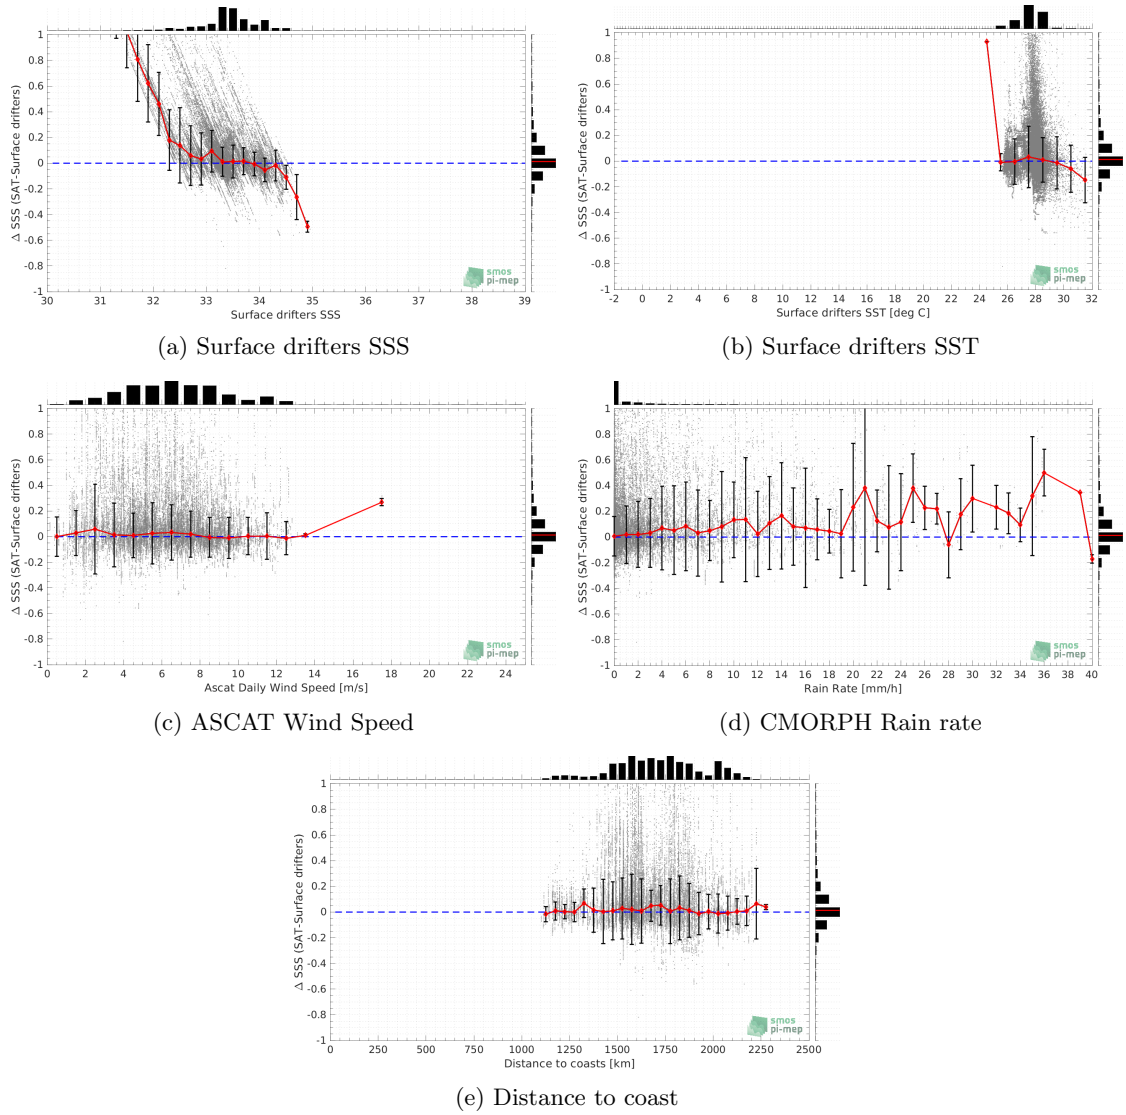 1
0.8
0.6
0.4
0.2
0
-0.2
-0.4
-0.6
-0.8
-1
Δ SSS (SAT-Surface drifters)
smos
pi-mep
30 31 32 33 34 35 36 37 38 39
Surface drifters SSS
(a) Surface drifters SSS
1
0.8
0.6
0.4
0.2
0
-0.2
-0.4
-0.6
-0.8
-1
Δ SSS (SAT-Surface drifters)
smos
pi-mep
-2 0 2 4 6 8 10 12 14 16 18 20 22 24 26 28 30 32
Surface drifters SST [deg C]
(b) Surface drifters SST
1
0.8
0.6
0.4
0.2
0
-0.2
-0.4
-0.6
-0.8
-1
Δ SSS (SAT-Surface drifters)
smos
pi-mep
0 2 4 6 8 10 12 14 16 18 20 22 24
Ascat Daily Wind Speed [m/s]
(c) ASCAT Wind Speed
1
0.8
0.6
0.4
0.2
0
-0.2
-0.4
-0.6
-0.8
-1
Δ SSS (SAT-Surface drifters)
smos
pi-mep
0 2 4 6 8 10 12 14 16 18 20 22 24 26 28 30 32 34 36 38 40
Rain Rate [mm/h]
(d) CMORPH Rain rate
1
0.8
0.6
0.4
0.2
0
-0.2
-0.4
-0.6
-0.8
-1
Δ SSS (SAT-Surface drifters)
smos
pi-mep
0 250 500 750 1000 1250 1500 1750 2000 2250 2500
Distance to coasts [km]
(e) Distance to coast